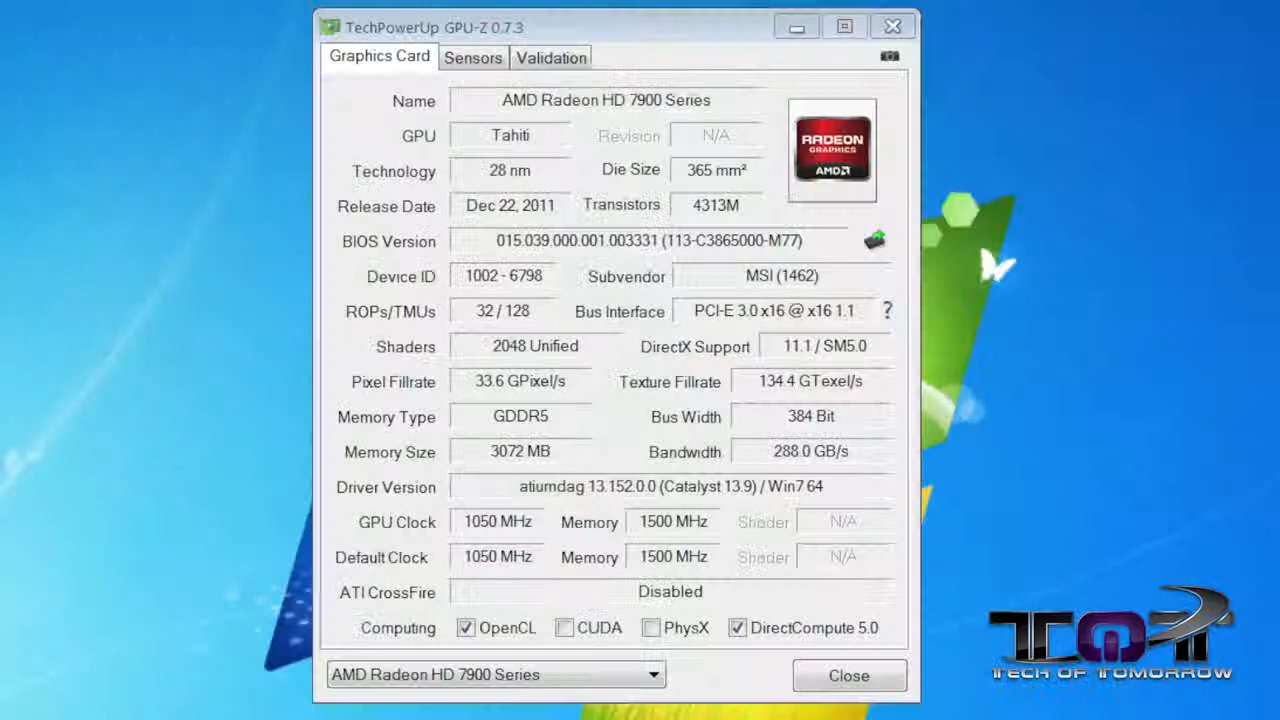 TechPowerUp GPU-Z 0.7.3
Graphics Card Sensors Validation
Name AMD Radeon HD 7900 Series
GPU Tahiti Revision N/A
RADEON
GRAPHICS
AMD
Technology 28 nm Die Size 365 mm²
Release Date Dec 22, 2011 Transistors 4313M
BIOS Version 015.039.000.001.003331 (113-C3865000-M77)
Device ID 1002 - 6798 Subvendor MSI (1462)
ROPs/TMUs 32 / 128 Bus Interface PCI-E 3.0 x16 @ x16 1.1 ?
Shaders 2048 Unified DirectX Support 11.1 / SM5.0
Pixel Fillrate 33.6 GPixel/s Texture Fillrate 134.4 GTexel/s
Memory Type GDDR5 Bus Width 384 Bit
Memory Size 3072 MB Bandwidth 288.0 GB/s
Driver Version atiumdag 13.152.0.0 (Catalyst 13.9) / Win7 64
GPU Clock 1050 MHz Memory 1500 MHz Shader N/A
Default Clock 1050 MHz Memory 1500 MHz Shader N/A
ATI CrossFire Disabled
Computing OpenCL CUDA PhysX DirectCompute 5.0
AMD Radeon HD 7900 Series Close
TOT
TECH OF TOMORROW